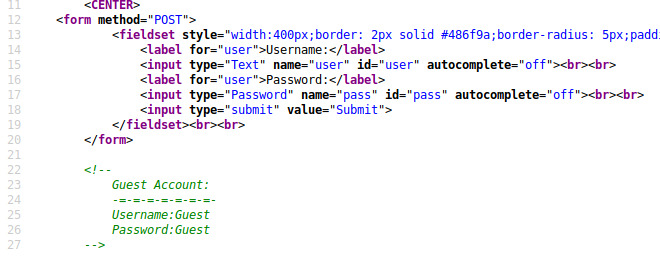 11 <CENTER>
12 <form method="POST">
13 <fieldset style="width:400px;border: 2px solid #486f9a;border-radius: 5px;paddi
14 <label for="user">Username:</label>
15 <input type="Text" name="user" id="user" autocomplete="off"><br><br>
16 <label for="user">Password:</label>
17 <input type="Password" name="pass" id="pass" autocomplete="off"><br><br>
18 <input type="submit" value="Submit">
19 </fieldset><br><br>
20 </form>
21
22 <!--
23 Guest Account:
24 -=-=-=-=-=-=-=-
25 Username:Guest
26 Password:Guest
27 -->